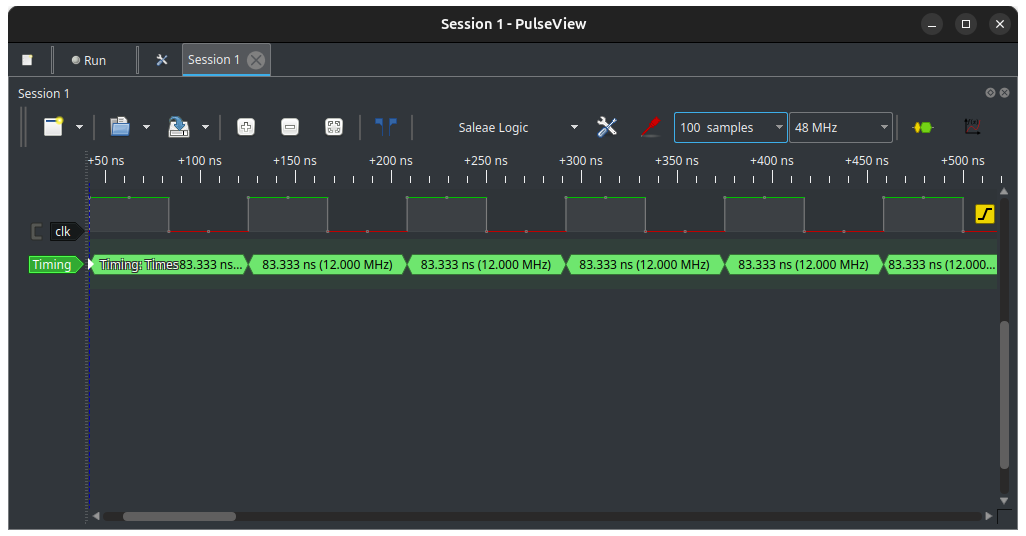 Session 1 - PulseView
Run
Session 1
Session 1
Saleae Logic
100 samples
48 MHz
+50 ns +100 ns +150 ns +200 ns +250 ns +300 ns +350 ns +400 ns +450 ns +500 ns
clk
Timing
Timing: Times 83.333 ns... 83.333 ns (12.000 MHz) 83.333 ns (12.000 MHz) 83.333 ns (12.000 MHz) 83.333 ns (12.000 MHz) 83.333 ns (12.000...